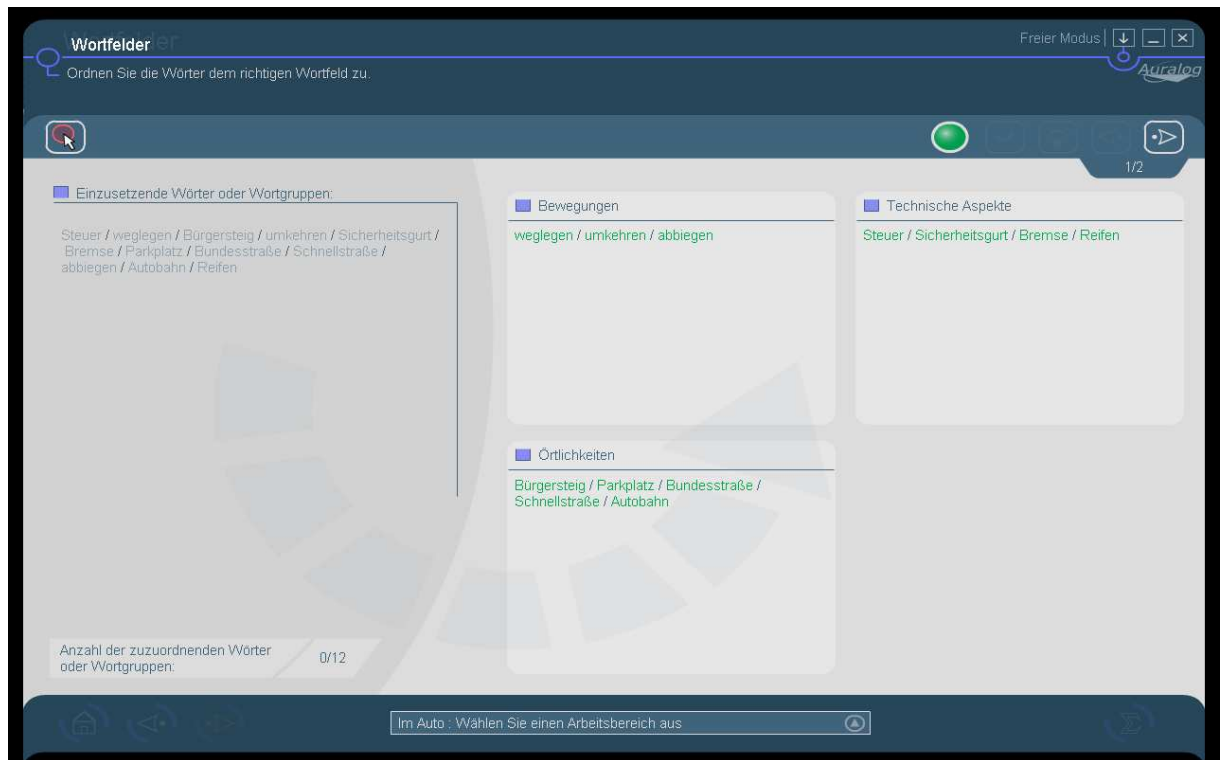 Wortfelder
Freier Modus
Ordnen Sie die Wörter dem richtigen Wortfeld zu.
Auralog
1/2
Einzusetzende Wörter oder Wortgruppen:
Steuer / weglegen / Bürgersteig / umkehren / Sicherheitsgurt /
Bremse / Parkplatz / Bundesstraße / Schnellstraße /
abbiegen / Autobahn / Reifen
Bewegungen
weglegen / umkehren / abbiegen
Technische Aspekte
Steuer / Sicherheitsgurt / Bremse / Reifen
Örtlichkeiten
Bürgersteig / Parkplatz / Bundesstraße /
Schnellstraße / Autobahn
Anzahl der zuzuordnenden Wörter
oder Wortgruppen:
0/12
Im Auto : Wählen Sie einen Arbeitsbereich aus